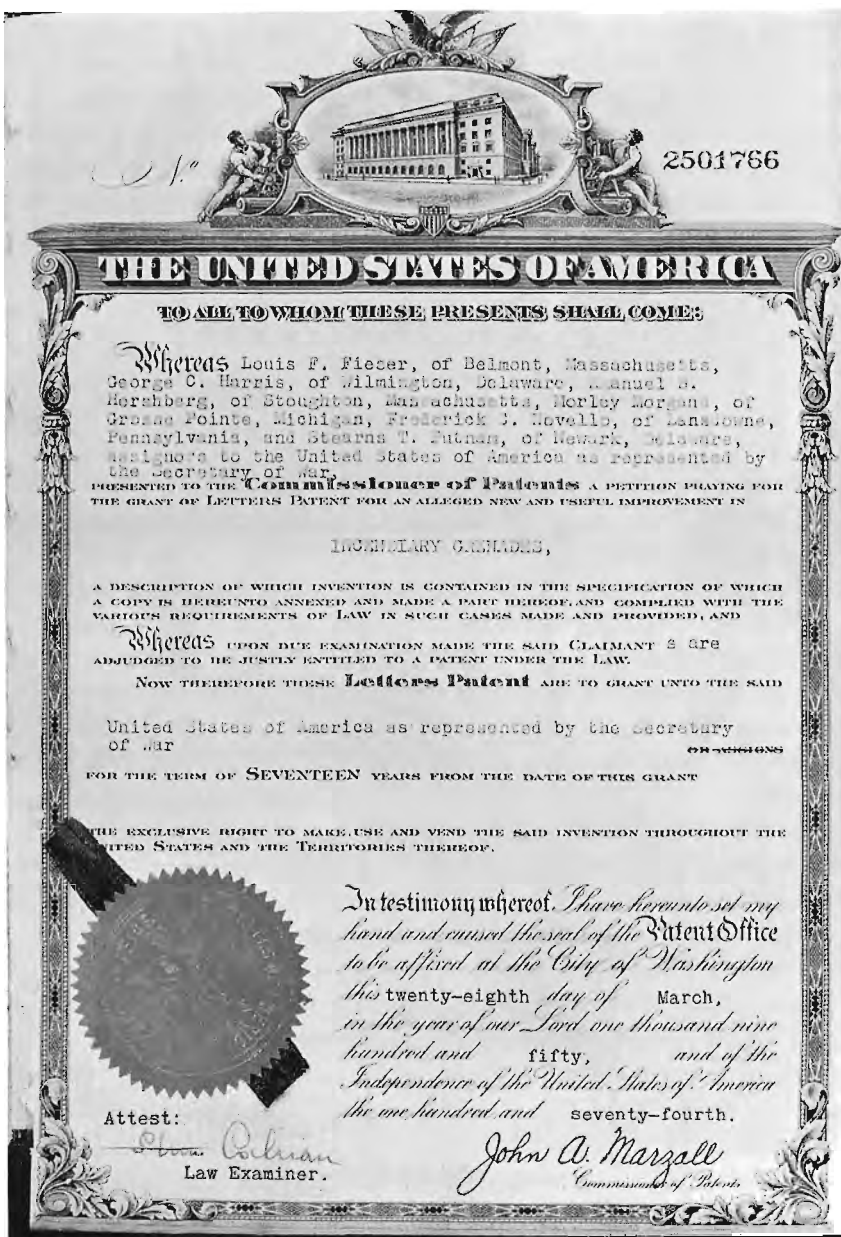 No
2501766
THE UNITED STATES OF AMERICA
TO ALL TO WHOM THESE PRESENTS SHALL COME:
Whereas Louis F. Fieser, of Belmont, Massachusetts,
George C. Harris, of Wilmington, Delaware, Emanuel B.
Hershberg, of Stoughton, Massachusetts, Morley Morgana, of
Grosse Pointe, Michigan, Frederick C. Novello, of Lansdowne,
Pennsylvania, and Stearns T. Putnam, of Newark, Delaware,
assignors to the United States of America as represented by
the Secretary of War,
PRESENTED TO THE Commissioner of Patents A PETITION PRAYING FOR
THE GRANT OF LETTERS PATENT FOR AN ALLEGED NEW AND USEFUL IMPROVEMENT IN
INCENDIARY GRENADES,
A DESCRIPTION OF WHICH INVENTION IS CONTAINED IN THE SPECIFICATION OF WHICH
A COPY IS HEREUNTO ANNEXED AND MADE A PART HEREOF, AND COMPLIED WITH THE
VARIOUS REQUIREMENTS OF LAW IN SUCH CASES MADE AND PROVIDED, AND
Whereas UPON DUE EXAMINATION MADE THE SAID CLAIMANT s are
ADJUDGED TO BE JUSTLY ENTITLED TO A PATENT UNDER THE LAW.
NOW THEREFORE THESE Letters Patent ARE TO GRANT UNTO THE SAID
United States of America as represented by the Secretary
of War
OR ASSIGNS
FOR THE TERM OF SEVENTEEN YEARS FROM THE DATE OF THIS GRANT
THE EXCLUSIVE RIGHT TO MAKE, USE AND VEND THE SAID INVENTION THROUGHOUT THE
UNITED STATES AND THE TERRITORIES THEREOF.
In testimony whereof, I have hereunto set my
hand and caused the seal of the Patent Office
to be affixed at the City of Washington
this twenty-eighth day of March,
in the year of our Lord one thousand nine
hundred and fifty, and of the
Independence of the United States of America
the one hundred and seventy-fourth.
Attest:
Law Examiner.
John A. Marzall
Commissioner of Patents